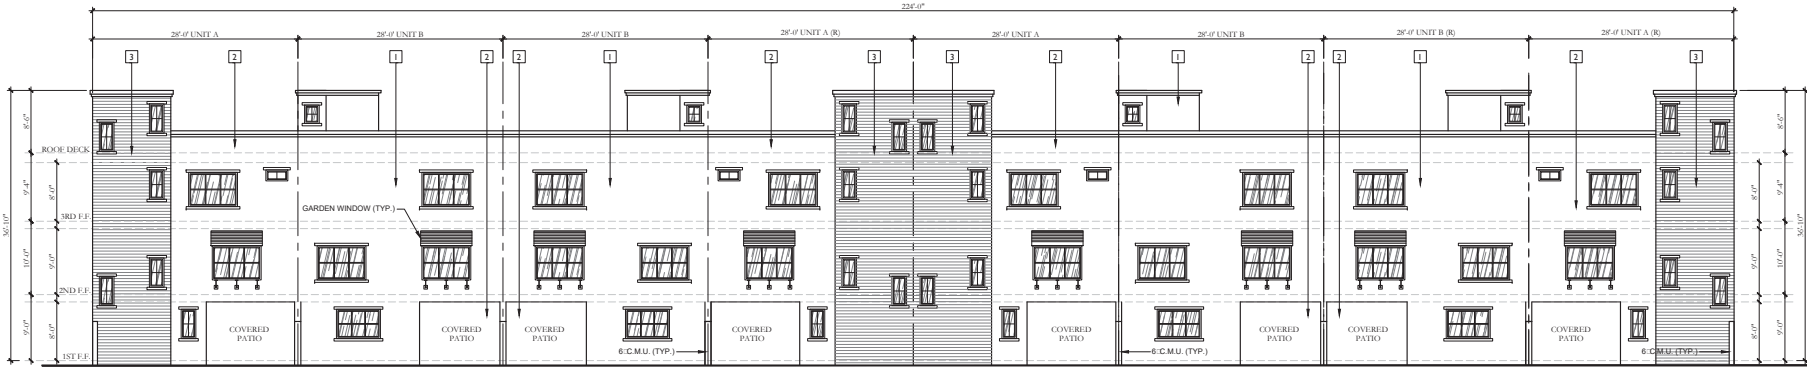 224'-0"
28'-0' UNIT A
28'-0' UNIT B
28'-0' UNIT B
28'-0' UNIT A (R)
28'-0' UNIT A
28'-0' UNIT B
28'-0' UNIT B (R)
28'-0' UNIT A (R)
3 2 1 2 2 1 2 3 3 2 1 2 2 1 2 3
8'-6"
8'-6"
ROOF DECK
9'-4"
8'-0"
8'-0"
9'-4"
GARDEN WINDOW (TYP.)
3RD F.F.
36'-10"
36'-10"
10'-0"
9'-0"
9'-0"
10'-0"
2ND F.F.
9'-0"
8'-0"
8'-0"
9'-0"
COVERED
PATIO
COVERED
PATIO
COVERED
PATIO
COVERED
PATIO
COVERED
PATIO
COVERED
PATIO
COVERED
PATIO
COVERED
PATIO
1ST F.F.
6" C.M.U. (TYP.)
6" C.M.U. (TYP.)
6" C.M.U. (TYP.)